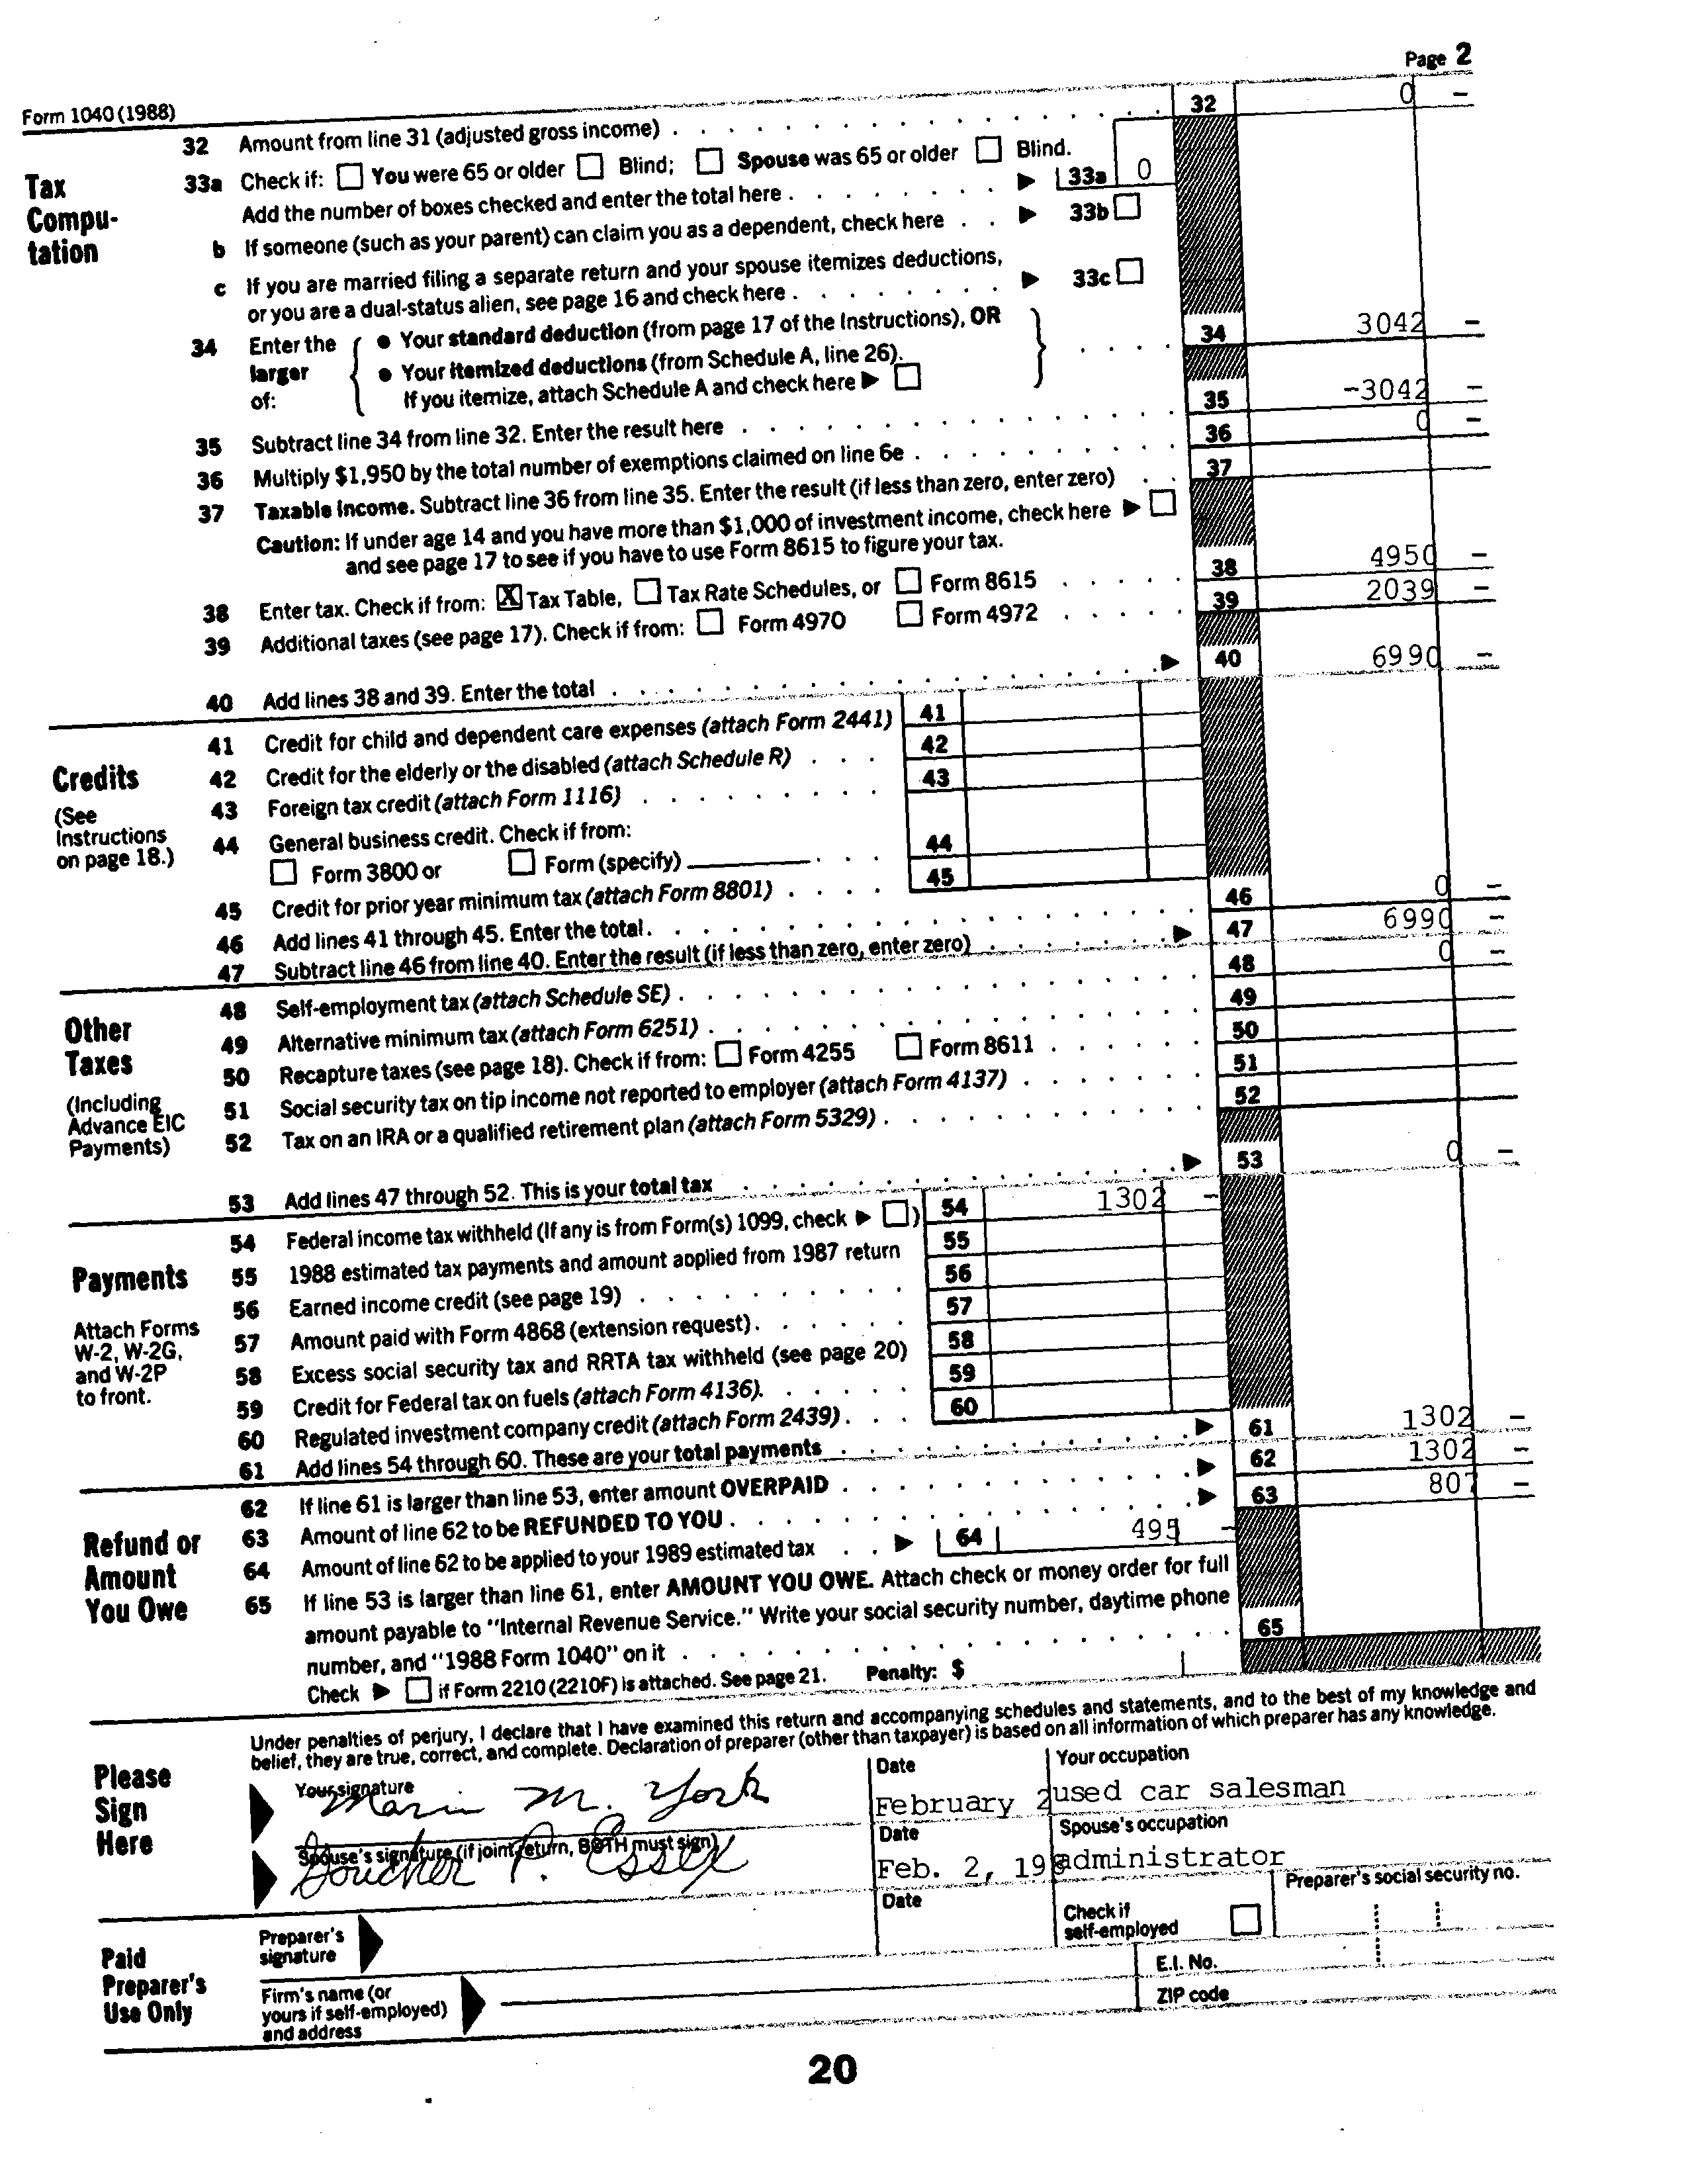 Page 2
Form 1040 (1988)
32 Amount from line 31 (adjusted gross income) 32 0 –
Tax Compu- tation
33a Check if: You were 65 or older Blind; Spouse was 65 or older Blind.
Add the number of boxes checked and enter the total here 33a 0
b If someone (such as your parent) can claim you as a dependent, check here 33b
c If you are married filing a separate return and your spouse itemizes deductions,
or you are a dual-status alien, see page 16 and check here 33c
34 Enter the larger of: { • Your standard deduction (from page 17 of the Instructions), OR } 34 3042 –
• Your itemized deductions (from Schedule A, line 26).
If you itemize, attach Schedule A and check here
35 Subtract line 34 from line 32. Enter the result here 35 -3042 –
36 Multiply $1,950 by the total number of exemptions claimed on line 6e 36 0 –
37 Taxable income. Subtract line 36 from line 35. Enter the result (if less than zero, enter zero) 37
Caution: If under age 14 and you have more than $1,000 of investment income, check here
and see page 17 to see if you have to use Form 8615 to figure your tax.
38 Enter tax. Check if from: X Tax Table, Tax Rate Schedules, or Form 8615 38 4950 –
39 Additional taxes (see page 17). Check if from: Form 4970 Form 4972 39 2039 –
40 Add lines 38 and 39. Enter the total 40 6990 –
Credits
(See Instructions on page 18.)
41 Credit for child and dependent care expenses (attach Form 2441) 41
42 Credit for the elderly or the disabled (attach Schedule R) 42
43 Foreign tax credit (attach Form 1116) 43
44 General business credit. Check if from:
Form 3800 or Form (specify) 44
45 Credit for prior year minimum tax (attach Form 8801) 45
46 Add lines 41 through 45. Enter the total 46 0 –
47 Subtract line 46 from line 40. Enter the result (if less than zero, enter zero) 47 6990 –
Other Taxes
(Including Advance EIC Payments)
48 Self-employment tax (attach Schedule SE) 48 0 –
49 Alternative minimum tax (attach Form 6251) 49
50 Recapture taxes (see page 18). Check if from: Form 4255 Form 8611 50
51 Social security tax on tip income not reported to employer (attach Form 4137) 51
52 Tax on an IRA or a qualified retirement plan (attach Form 5329) 52
53 Add lines 47 through 52. This is your total tax 53 0 –
Payments
Attach Forms W-2, W-2G, and W-2P to front.
54 Federal income tax withheld (If any is from Form(s) 1099, check ) 54 1302 –
55 1988 estimated tax payments and amount applied from 1987 return 55
56 Earned income credit (see page 19) 56
57 Amount paid with Form 4868 (extension request) 57
58 Excess social security tax and RRTA tax withheld (see page 20) 58
59 Credit for Federal tax on fuels (attach Form 4136). 59
60 Regulated investment company credit (attach Form 2439) 60
61 Add lines 54 through 60. These are your total payments 61 1302 –
Refund or Amount You Owe
62 If line 61 is larger than line 53, enter amount OVERPAID 62 1302 –
63 Amount of line 62 to be REFUNDED TO YOU 63 807 –
64 Amount of line 62 to be applied to your 1989 estimated tax 64 495 –
65 If line 53 is larger than line 61, enter AMOUNT YOU OWE. Attach check or money order for full
amount payable to "Internal Revenue Service." Write your social security number, daytime phone
number, and "1988 Form 1040" on it 65
Check if Form 2210 (2210F) is attached. See page 21. Penalty: $
Please Sign Here
Under penalties of perjury, I declare that I have examined this return and accompanying schedules and statements, and to the best of my knowledge and
belief, they are true, correct, and complete. Declaration of preparer (other than taxpayer) is based on all information of which preparer has any knowledge.
Your signature Date Your occupation
M. York February 2 used car salesman
Spouse's signature (if joint return, BOTH must sign) Date Spouse's occupation
P. Essex Feb. 2, 198 administrator
Paid Preparer's Use Only
Preparer's signature Date Check if self-employed Preparer's social security no.
Firm's name (or yours if self-employed) and address E.I. No.
ZIP code
20